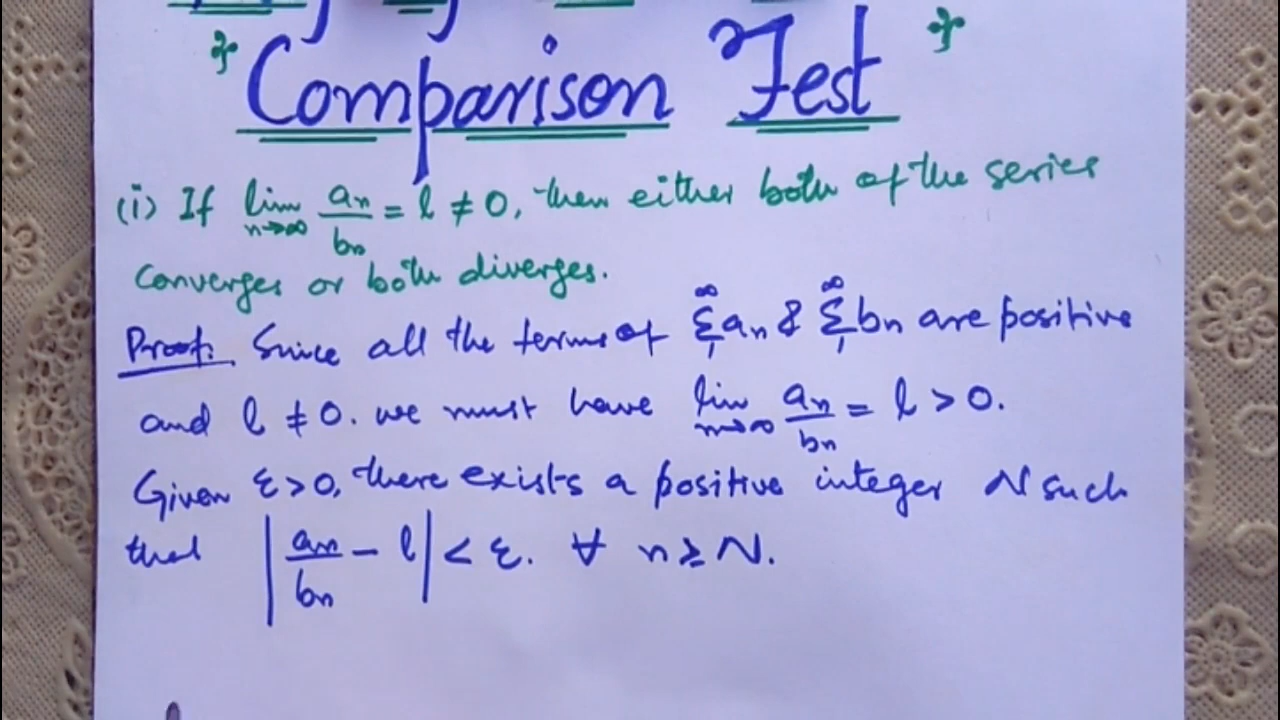 Comparison Test
(i) If lim n→∞ an/bn = l ≠ 0, then either both of the series
converges or both diverges.
Proof: Since all the terms of ∞Σ1 an & ∞Σ1 bn are positive
and l ≠ 0. we must have lim n→∞ an/bn = l > 0.
Given ε > 0, there exists a positive integer N such
that |an/bn - l| < ε. ∀ n ≥ N.